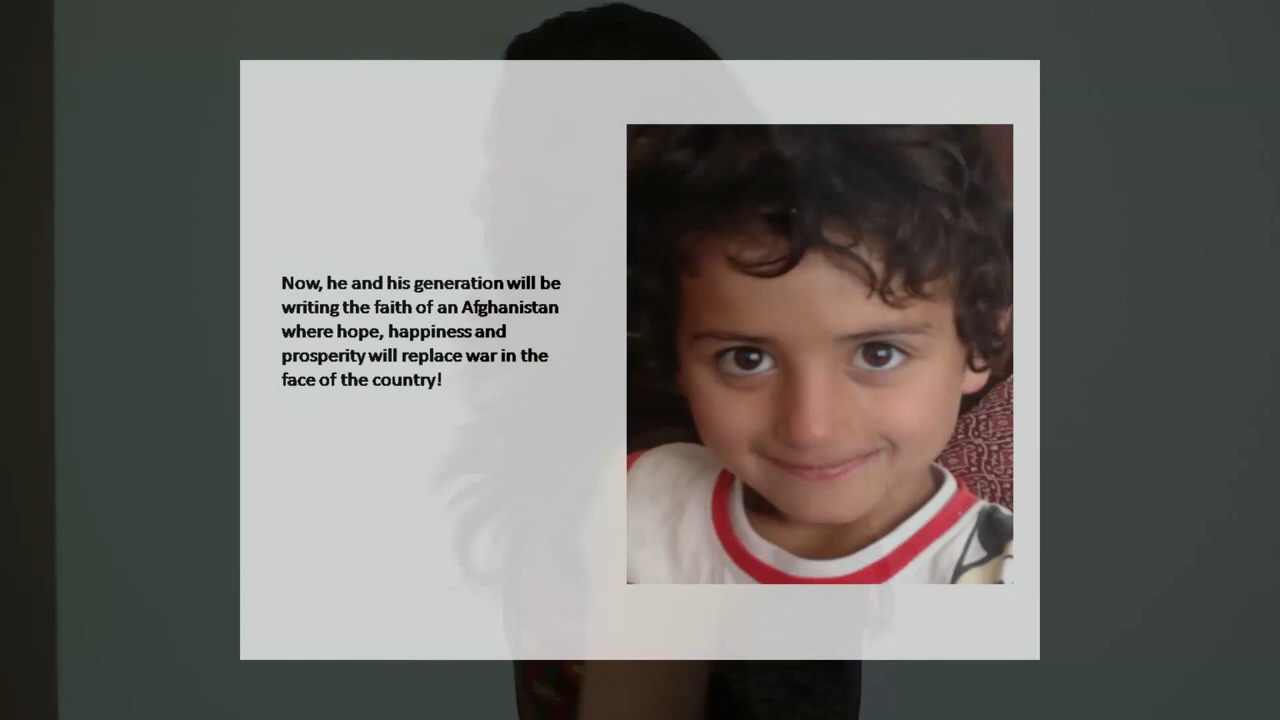 Now, he and his generation will be
writing the faith of an Afghanistan
where hope, happiness and
prosperity will replace war in the
face of the country!